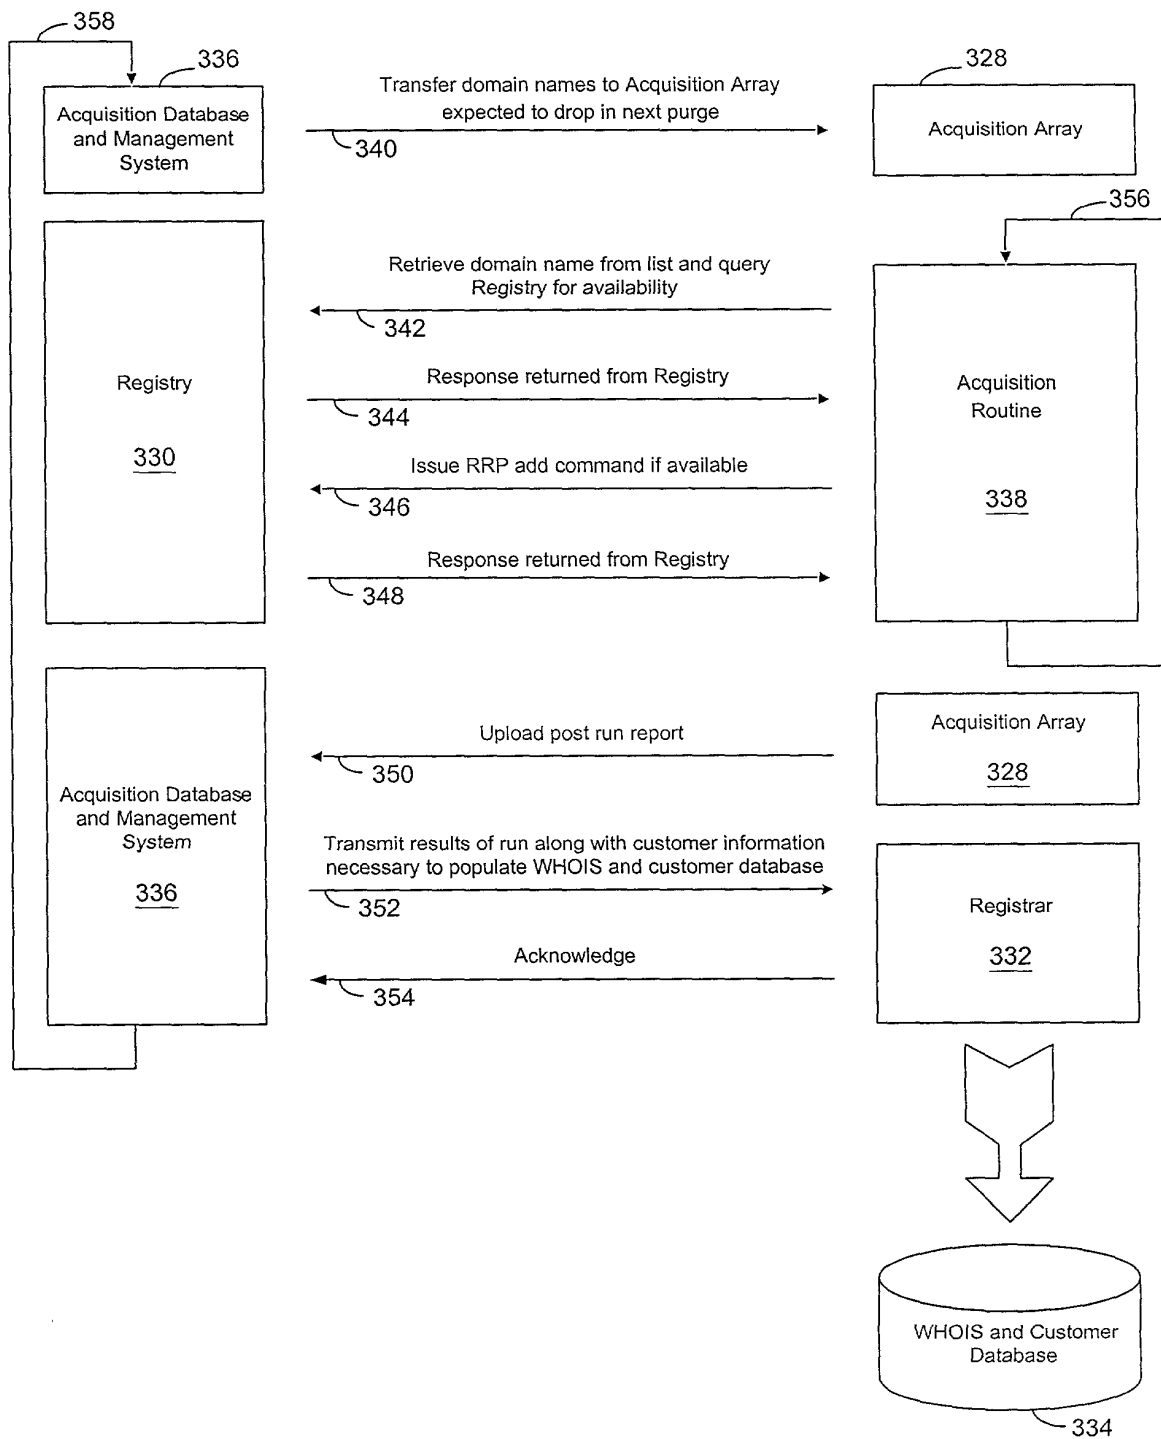 358
336
328
Acquisition Database
and Management
System
Transfer domain names to Acquisition Array
expected to drop in next purge
340
Acquisition Array
356
Retrieve domain name from list and query
Registry for availability
342
Registry
330
Response returned from Registry
344
Acquisition
Routine
338
Issue RRP add command if available
346
Response returned from Registry
348
Acquisition Array
328
Upload post run report
350
Acquisition Database
and Management
System
336
Transmit results of run along with customer information
necessary to populate WHOIS and customer database
352
Registrar
332
Acknowledge
354
WHOIS and Customer
Database
334